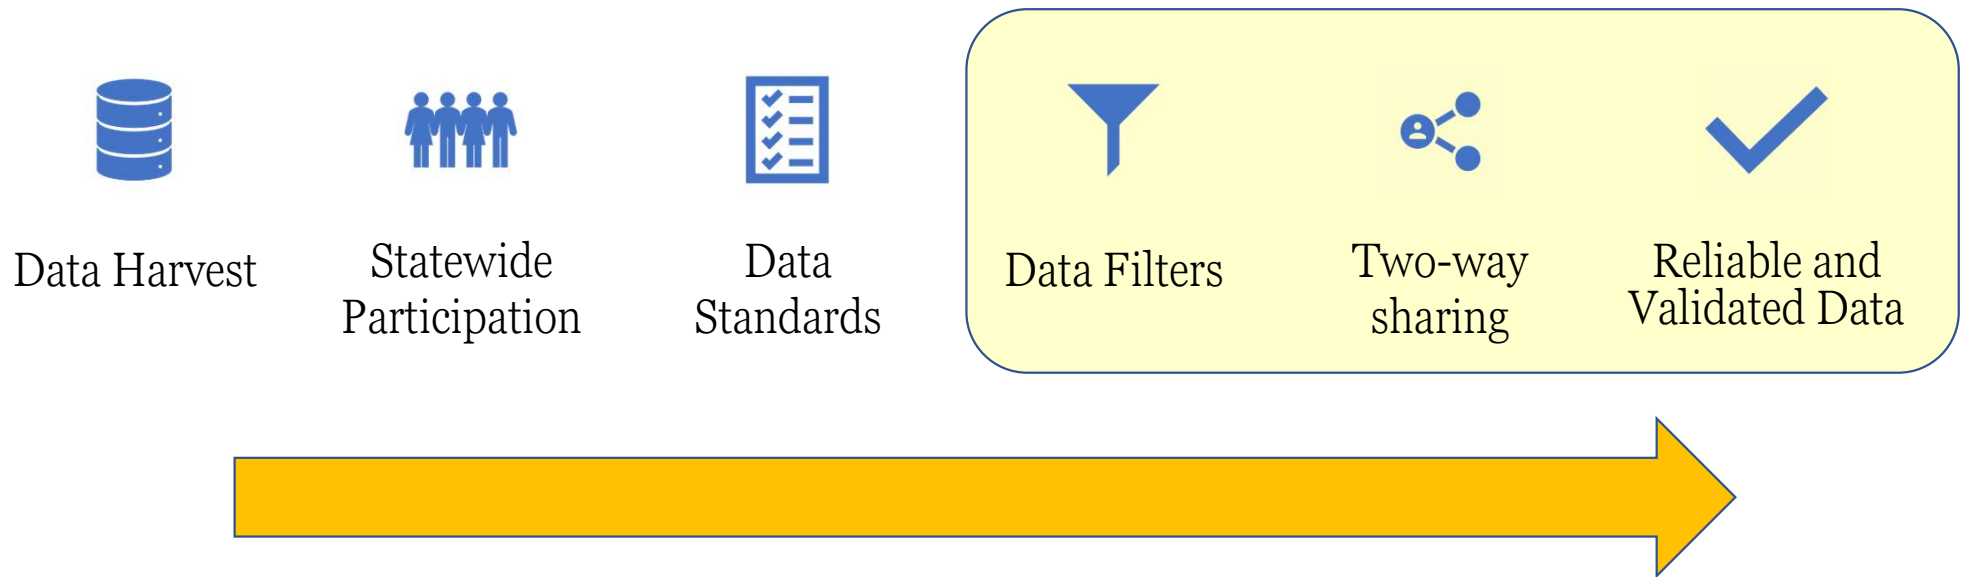 Data Harvest
Statewide
Participation
Data
Standards
Data Filters
Two-way
sharing
Reliable and
Validated Data